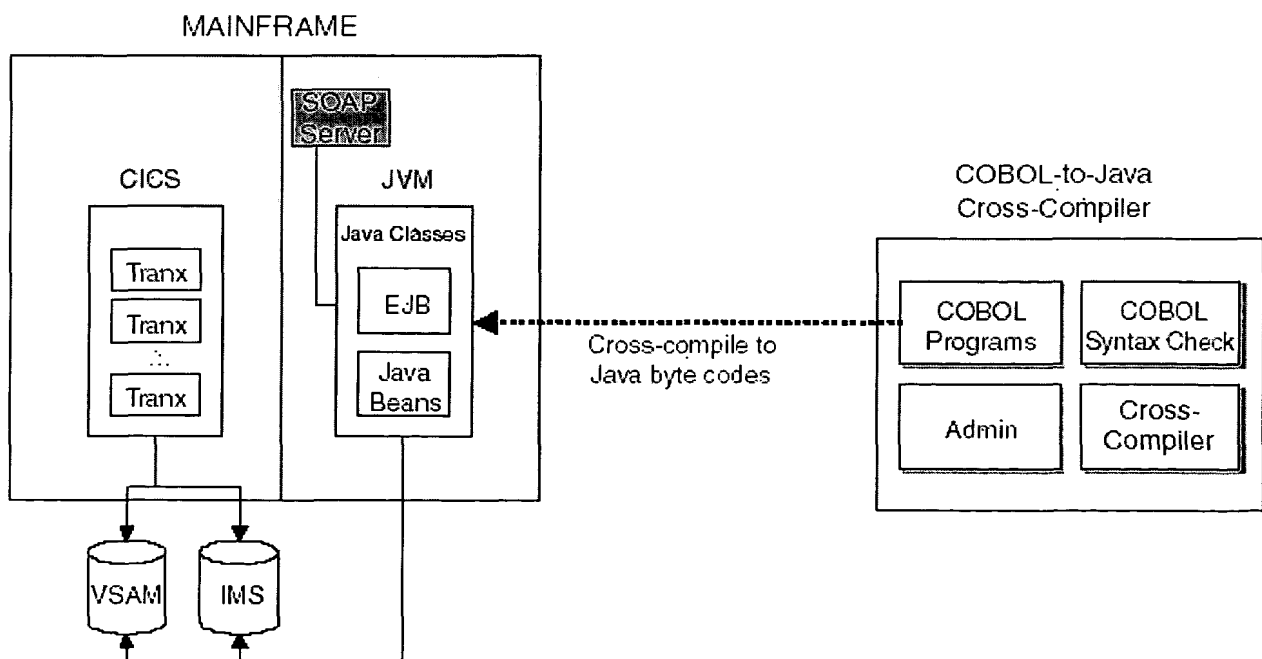 MAINFRAME
SOAP
Server
CICS
JVM
Java Classes
Tranx
Tranx
Tranx
EJB
Java
Beans
VSAM
IMS
Cross-compile to
Java byte codes
COBOL-to-Java
Cross-Compiler
COBOL
Programs
COBOL
Syntax Check
Admin
Cross-
Compiler